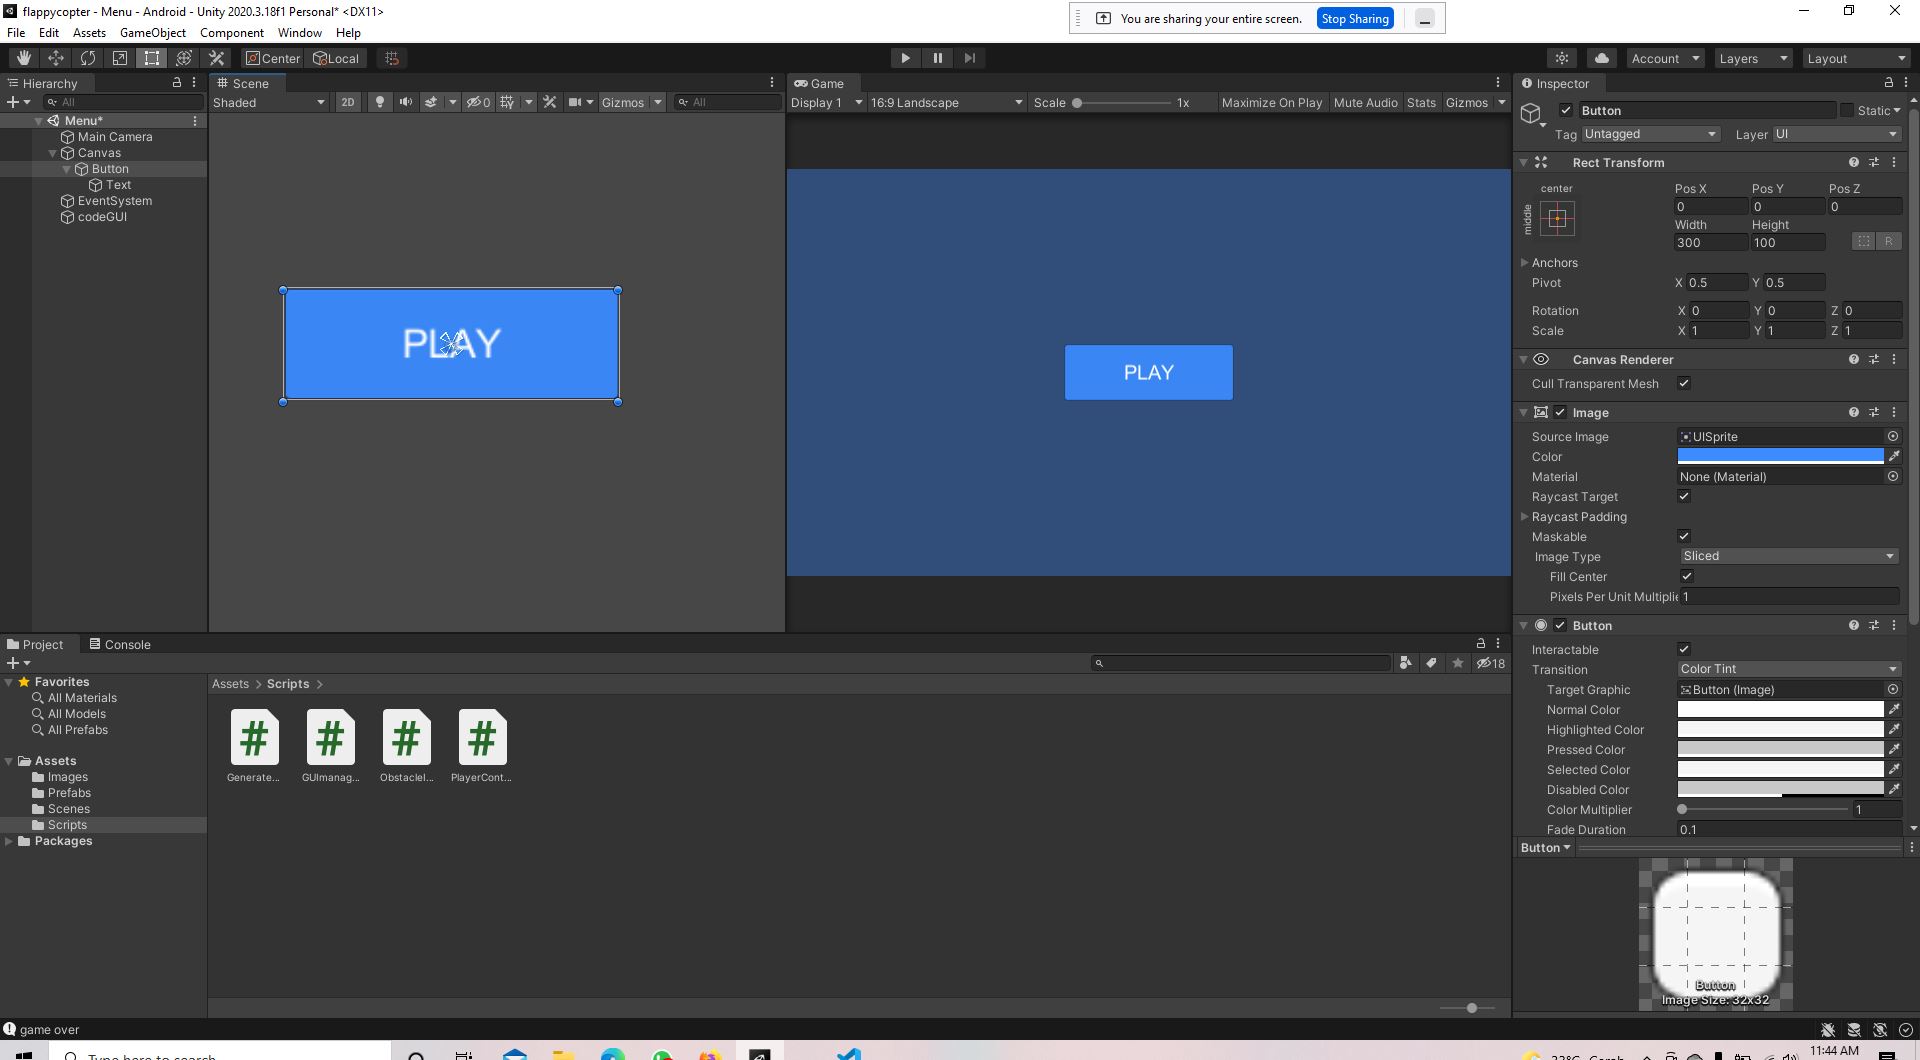 flappycopter - Menu - Android - Unity 2020.3.18f1 Personal* <DX11>
You are sharing your entire screen.
Stop Sharing
File Edit Assets GameObject Component Window Help
Center Local
Account Layers Layout
Hierarchy
All
Menu*
Main Camera
Canvas
Button
Text
EventSystem
codeGUI
Scene
Shaded 2D 0 Gizmos All
PLAY
Game
Display 1 16:9 Landscape Scale 1x Maximize On Play Mute Audio Stats Gizmos
PLAY
Inspector
Button Static
Tag Untagged Layer UI
Rect Transform
center
middle
Pos X Pos Y Pos Z
0 0 0
Width Height
300 100
R
Anchors
Pivot X 0.5 Y 0.5
Rotation X 0 Y 0 Z 0
Scale X 1 Y 1 Z 1
Canvas Renderer
Cull Transparent Mesh
Image
Source Image UISprite
Color
Material None (Material)
Raycast Target
Raycast Padding
Maskable
Image Type Sliced
Fill Center
Pixels Per Unit Multiplie 1
Button
Interactable
Transition Color Tint
Target Graphic Button (Image)
Normal Color
Highlighted Color
Pressed Color
Selected Color
Disabled Color
Color Multiplier 1
Fade Duration 0.1
Button
Button
Image Size: 32x32
Project Console
18
Favorites
All Materials
All Models
All Prefabs
Assets
Images
Prefabs
Scenes
Scripts
Packages
Assets > Scripts >
Generate... GUImanag... Obstaclel... PlayerCont...
game over
Type here to search
11:44 AM